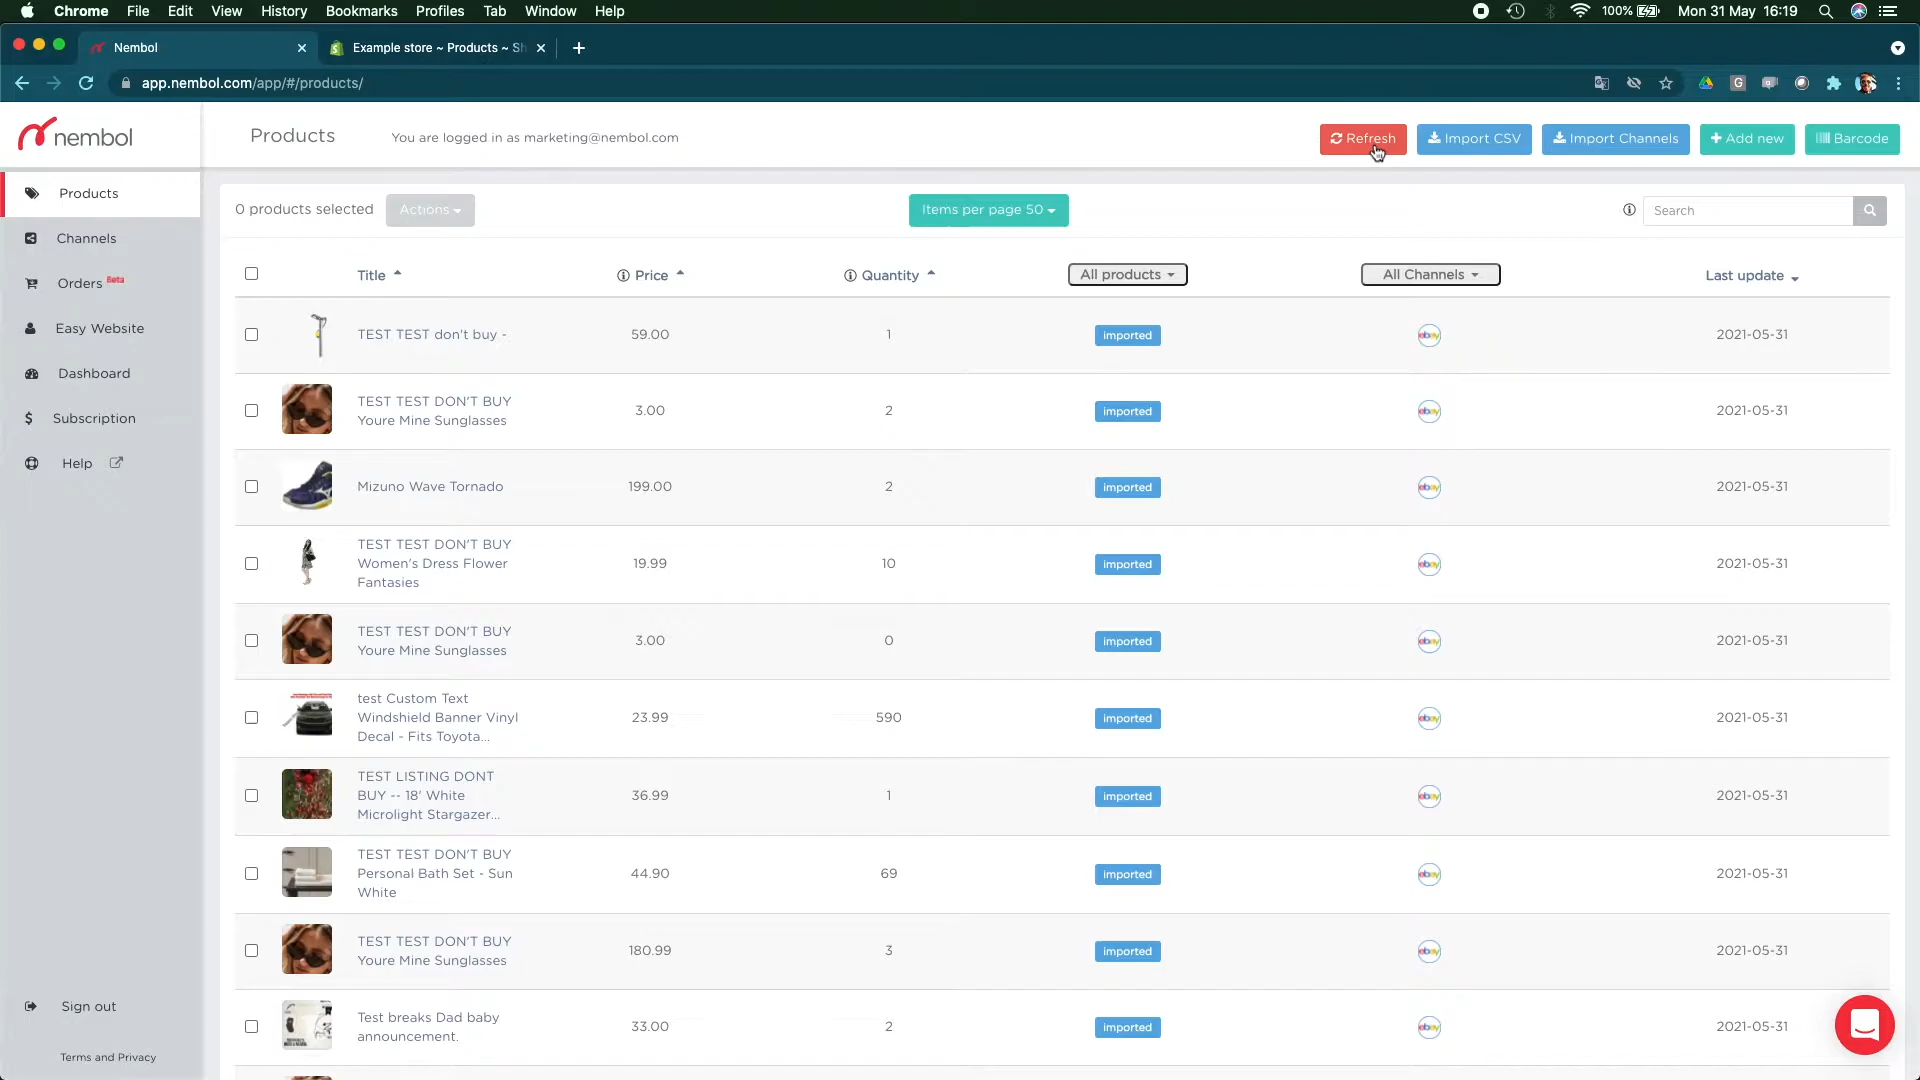 Chrome File Edit View History Bookmarks Profiles Tab Window Help 100% Mon 31 May 16:19
Nembol Example store ~ Products ~ Sh
app.nembol.com/app/#/products/
nembol Products You are logged in as marketing@nembol.com Refresh Import CSV Import Channels Add new Barcode
Products
Channels
Orders Beta
Easy Website
Dashboard
Subscription
Help
Sign out
Terms and Privacy
0 products selected Actions Items per page 50 Search
Title Price Quantity All products All Channels Last update
TEST TEST don't buy - 59.00 1 imported ebay 2021-05-31
TEST TEST DON'T BUY
Youre Mine Sunglasses 3.00 2 imported ebay 2021-05-31
Mizuno Wave Tornado 199.00 2 imported ebay 2021-05-31
TEST TEST DON'T BUY
Women's Dress Flower 19.99 10 imported ebay 2021-05-31
Fantasies
TEST TEST DON'T BUY
Youre Mine Sunglasses 3.00 0 imported ebay 2021-05-31
test Custom Text
Windshield Banner Vinyl 23.99 590 imported ebay 2021-05-31
Decal - Fits Toyota...
TEST LISTING DONT
BUY -- 18' White 36.99 1 imported ebay 2021-05-31
Microlight Stargazer...
TEST TEST DON'T BUY
Personal Bath Set - Sun 44.90 69 imported ebay 2021-05-31
White
TEST TEST DON'T BUY
Youre Mine Sunglasses 180.99 3 imported ebay 2021-05-31
Test breaks Dad baby
announcement. 33.00 2 imported ebay 2021-05-31